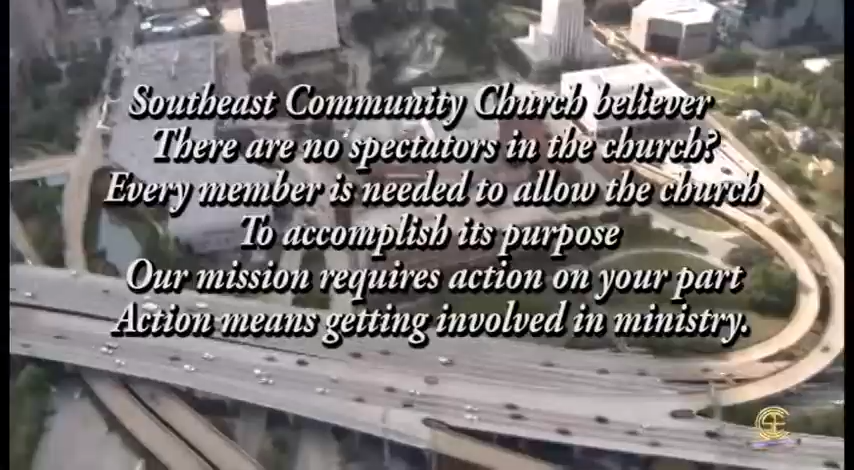 Southeast Community Church believer
There are no spectators in the church?
Every member is needed to allow the church
To accomplish its purpose
Our mission requires action on your part
Action means getting involved in ministry.